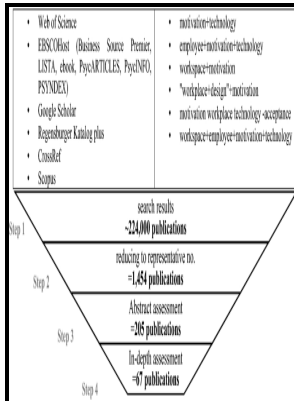 • Web of Science
• EBSCOHost (Business Source Premier,
LISTA, ebook, PsycARTICLES, PsycINFO,
PSYNDEX)
• Google Scholar
• Regensburger Katalog plus
• CrossRef
• Scopus
• motivation+technology
• employee+motivation+technology
• workspace+motivation
• "workplace+design"+motivation
• motivation workplace technology -acceptance
• workspace+employee+motivation+technology
search results
~224,000 publications
Step 1
reducing to representative no.
=1,454 publications
Step 2
Abstract assessment
=205 publications
Step 3
In-depth assessment
=67 publications
Step 4